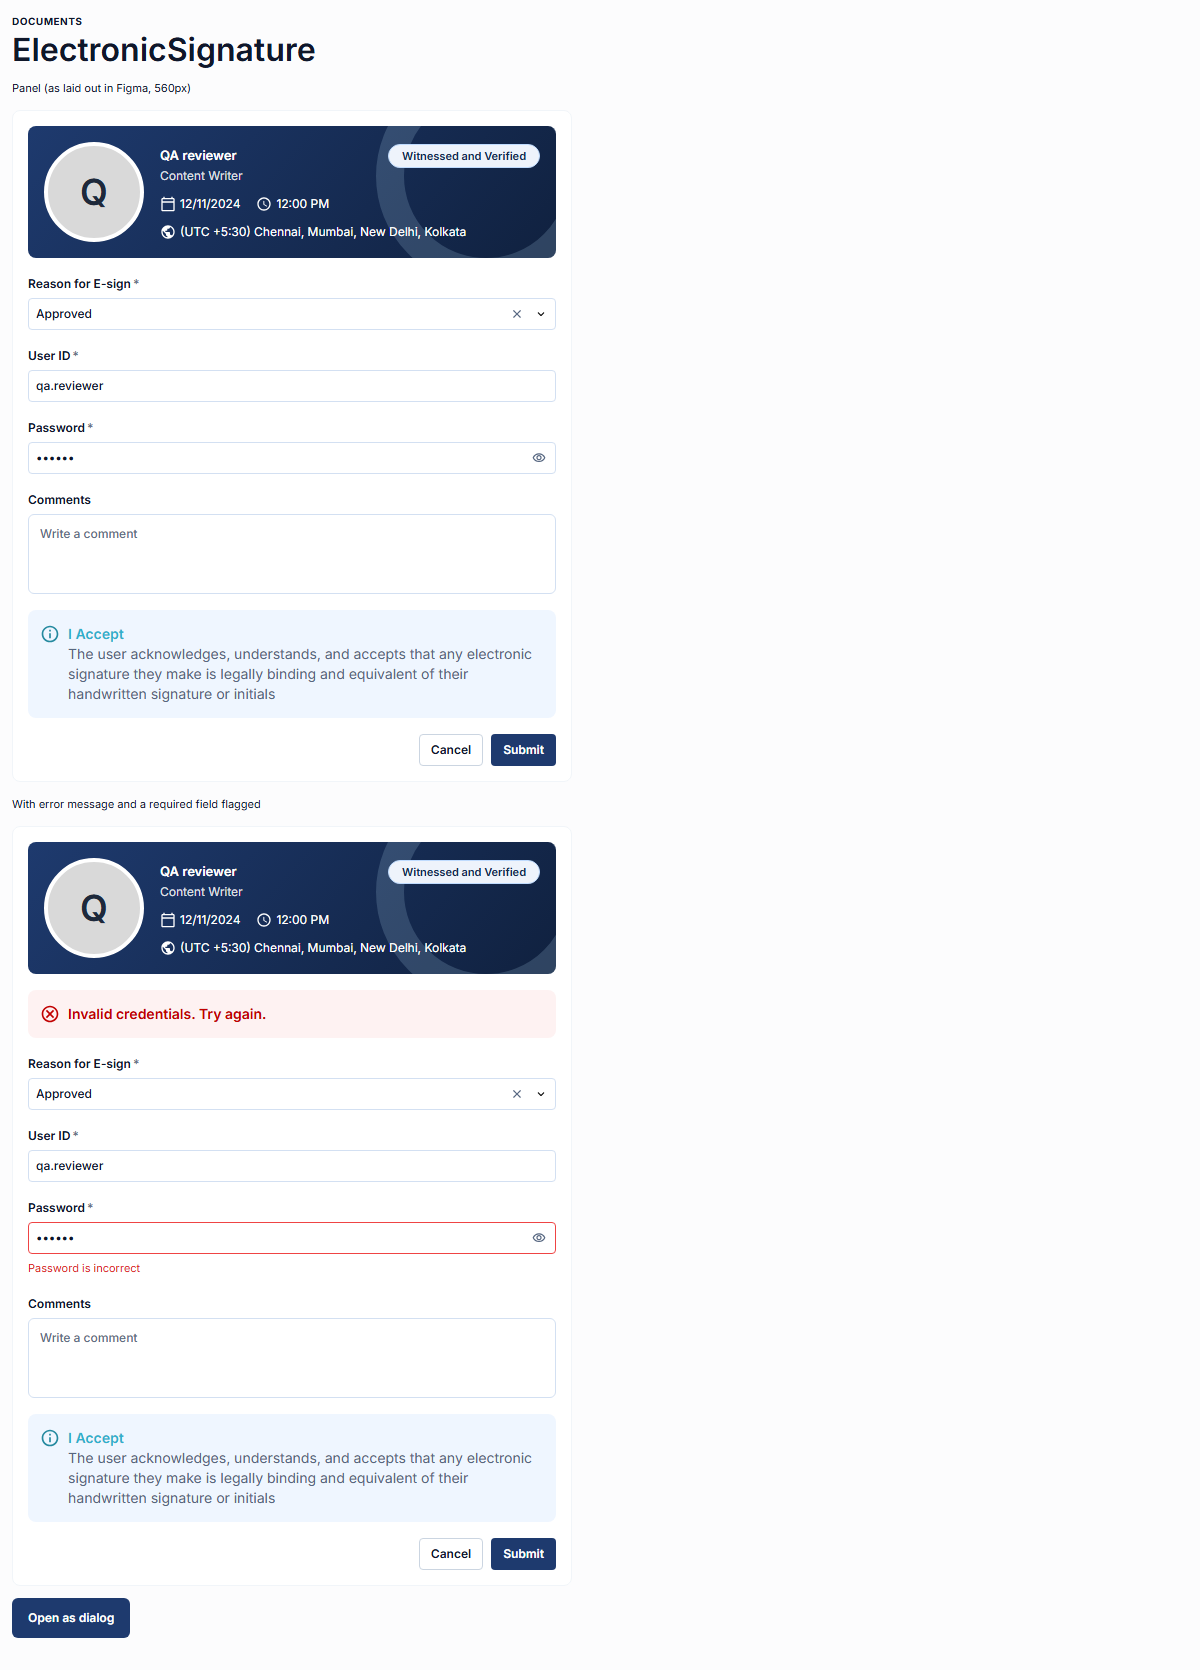 DOCUMENTS
ElectronicSignature
Panel (as laid out in Figma, 560px)
Q
QA reviewer
Witnessed and Verified
Content Writer
12/11/2024 12:00 PM
(UTC +5:30) Chennai, Mumbai, New Delhi, Kolkata
Reason for E-sign *
Approved
User ID *
qa.reviewer
Password *
••••••
Comments
Write a comment
I Accept
The user acknowledges, understands, and accepts that any electronic
signature they make is legally binding and equivalent of their
handwritten signature or initials
Cancel Submit
With error message and a required field flagged
Q
QA reviewer
Witnessed and Verified
Content Writer
12/11/2024 12:00 PM
(UTC +5:30) Chennai, Mumbai, New Delhi, Kolkata
Invalid credentials. Try again.
Reason for E-sign *
Approved
User ID *
qa.reviewer
Password *
••••••
Password is incorrect
Comments
Write a comment
I Accept
The user acknowledges, understands, and accepts that any electronic
signature they make is legally binding and equivalent of their
handwritten signature or initials
Cancel Submit
Open as dialog